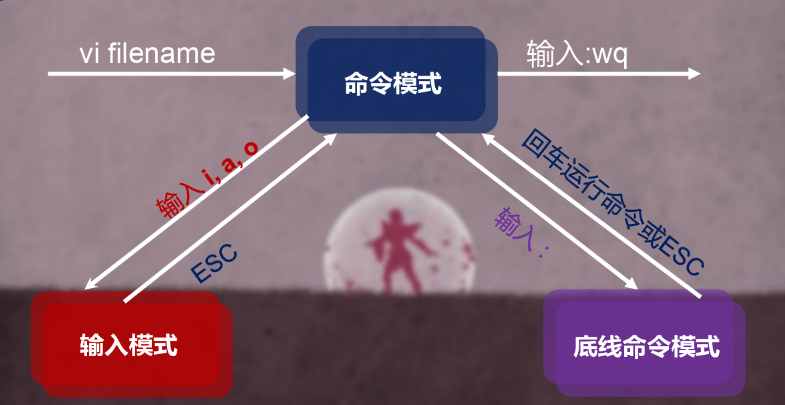 vi filename
输入:wq
命令模式
输入 i, a, o
ESC
输入：
回车运行命令或ESC
输入模式
底线命令模式